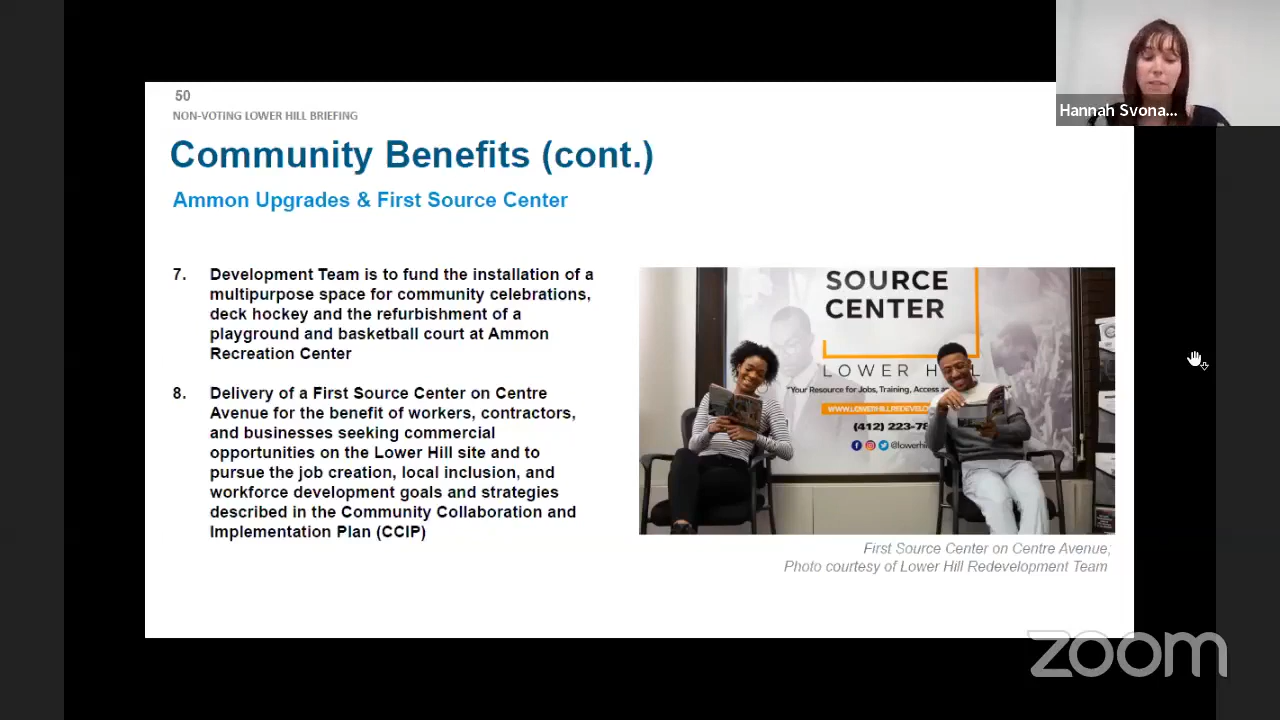 50
NON-VOTING LOWER HILL BRIEFING
Community Benefits (cont.)
Ammon Upgrades & First Source Center
7. Development Team is to fund the installation of a
multipurpose space for community celebrations,
deck hockey and the refurbishment of a
playground and basketball court at Ammon
Recreation Center
8. Delivery of a First Source Center on Centre
Avenue for the benefit of workers, contractors,
and businesses seeking commercial
opportunities on the Lower Hill site and to
pursue the job creation, local inclusion, and
workforce development goals and strategies
described in the Community Collaboration and
Implementation Plan (CCIP)
SOURCE
CENTER
LOWER HILL
"Your Resource for Jobs, Training, Access
WWW.LOWERHILLREDEVELO
(412) 223-78
@lowerhi
First Source Center on Centre Avenue;
Photo courtesy of Lower Hill Redevelopment Team
Hannah Svona...
zoom